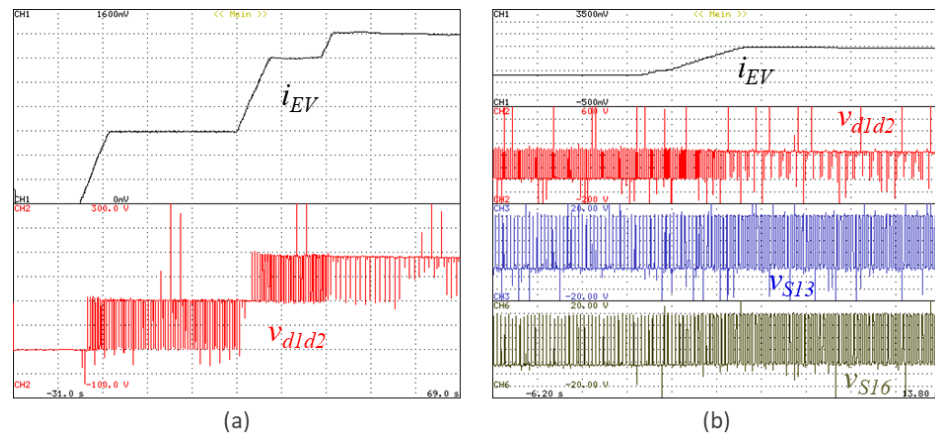 CH1 1600mV << Main >>
i_EV
CH1 0mV
CH2 300.0 V
v_d1d2
CH2 -100.0 V
-31.0 s 69.0 s
(a)
CH1 3500mV << Main >>
i_EV
CH1 -500mV
CH2 600 V
v_d1d2
CH2 -200 V
CH3 20.00 V
v_S13
CH3 -20.00 V
CH6 20.00 V
CH6 -20.00 V
v_S16
-6.20 s 13.80 s
(b)